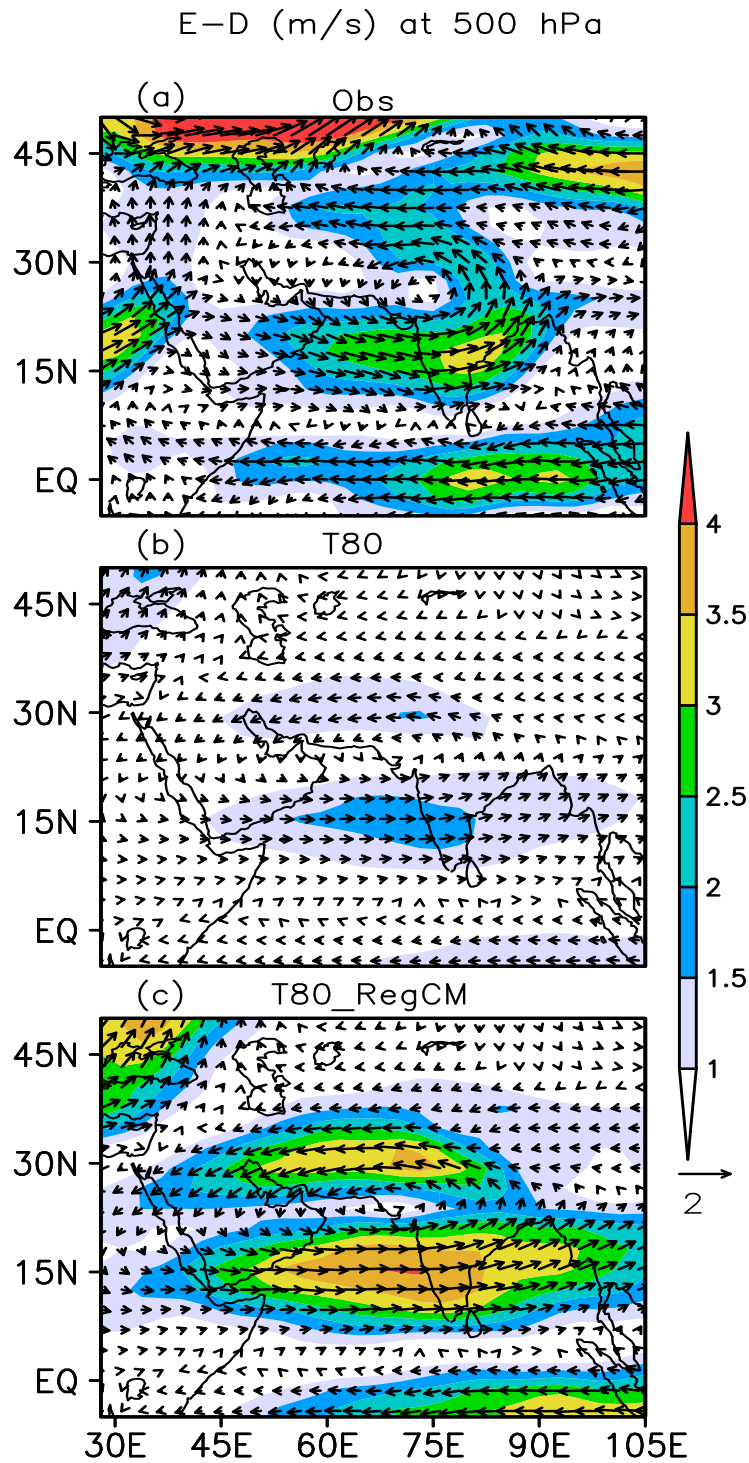 E−D (m/s) at 500 hPa
(a) Obs
45N
30N
15N
EQ
(b) T80
45N
30N
15N
EQ
(c) T80_RegCM
45N
30N
15N
EQ
30E 45E 60E 75E 90E 105E
4
3.5
3
2.5
2
1.5
1
2